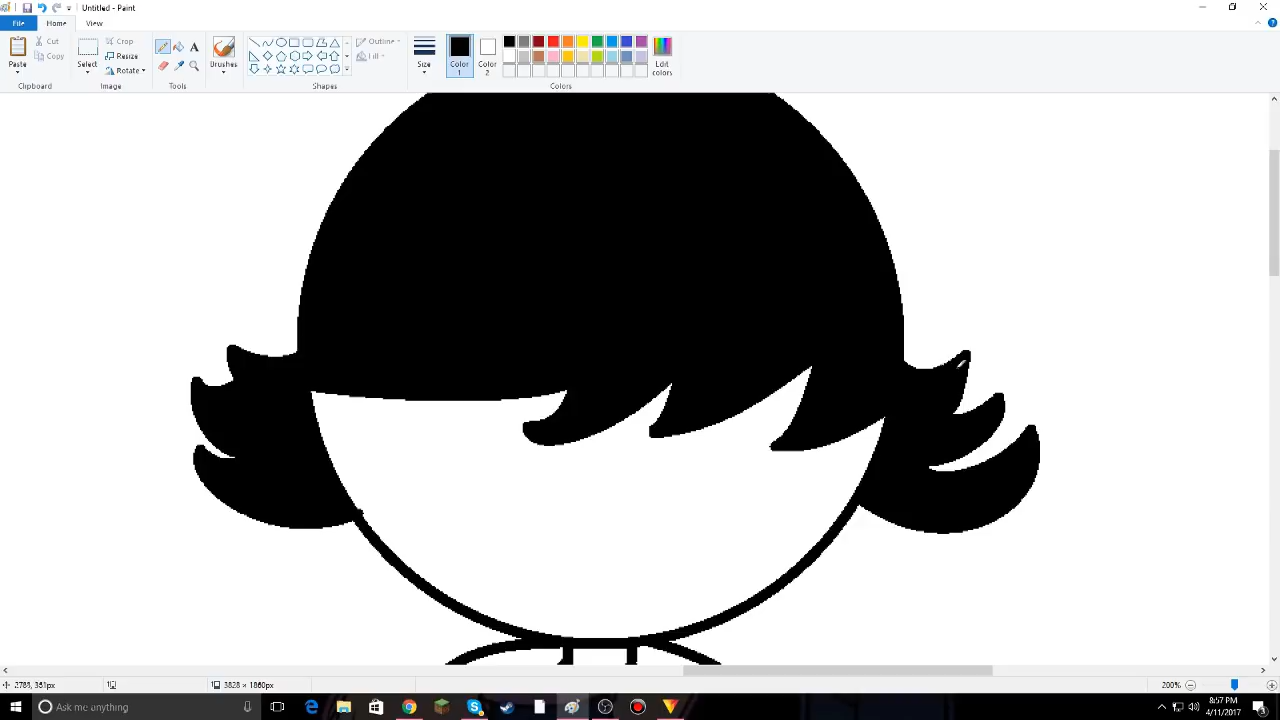 Untitled - Paint
File Home View
Paste
Cut
Copy
Clipboard
Select
Crop
Resize
Rotate
Image
A
Tools
Brushes
Outline
Fill
Shapes
Size
Color 1
Color 2
Edit colors
Colors
3828 × 1860px
200%
Ask me anything
8:57 PM
4/11/2017